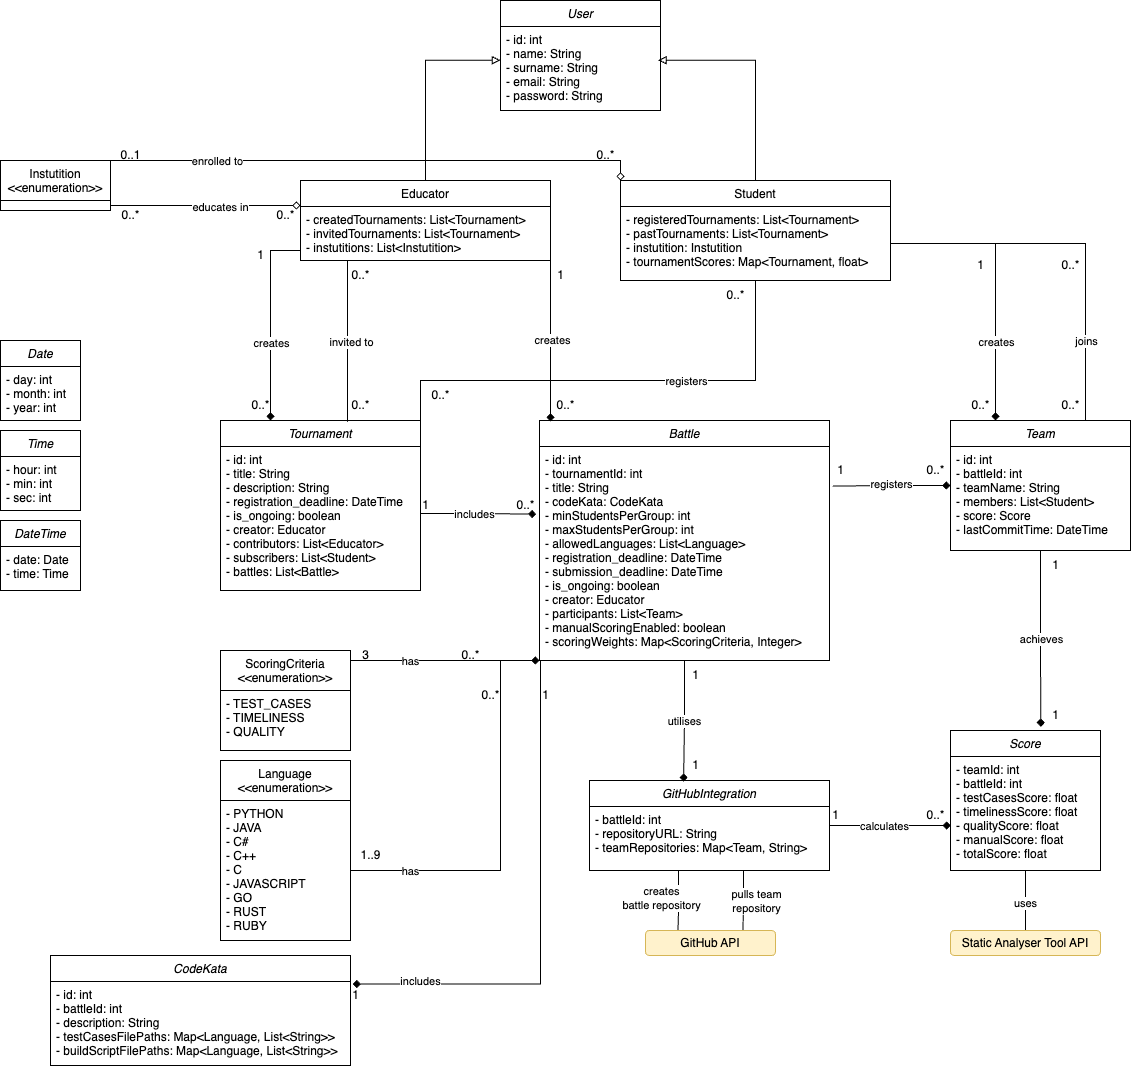 User
- id: int
- name: String
- surname: String
- email: String
- password: String
Instutition
<<enumeration>>
0..1
enrolled to
0..*
0..*
educates in
0..*
Educator
- createdTournaments: List<Tournament>
- invitedTournaments: List<Tournament>
- instutitions: List<Instutition>
Student
- registeredTournaments: List<Tournament>
- pastTournaments: List<Tournament>
- instutition: Instutition
- tournamentScores: Map<Tournament, float>
1
0..*
1
0..*
1
0..*
creates
invited to
creates
creates
joins
registers
0..*
0..*
0..*
0..*
0..*
0..*
Date
- day: int
- month: int
- year: int
Time
- hour: int
- min: int
- sec: int
DateTime
- date: Date
- time: Time
Tournament
- id: int
- title: String
- description: String
- registration_deadline: DateTime
- is_ongoing: boolean
- creator: Educator
- contributors: List<Educator>
- subscribers: List<Student>
- battles: List<Battle>
1
includes
0..*
Battle
- id: int
- tournamentId: int
- title: String
- codeKata: CodeKata
- minStudentsPerGroup: int
- maxStudentsPerGroup: int
- allowedLanguages: List<Language>
- registration_deadline: DateTime
- submission_deadline: DateTime
- is_ongoing: boolean
- creator: Educator
- participants: List<Team>
- manualScoringEnabled: boolean
- scoringWeights: Map<ScoringCriteria, Integer>
1
registers
0..*
Team
- id: int
- battleId: int
- teamName: String
- members: List<Student>
- score: Score
- lastCommitTime: DateTime
1
achieves
1
ScoringCriteria
<<enumeration>>
- TEST_CASES
- TIMELINESS
- QUALITY
3
has
0..*
0..*
1
1
utilises
1
Language
<<enumeration>>
- PYTHON
- JAVA
- C#
- C++
- C
- JAVASCRIPT
- GO
- RUST
- RUBY
1..9
has
GitHubIntegration
- battleId: int
- repositoryURL: String
- teamRepositories: Map<Team, String>
1
calculates
0..*
Score
- teamId: int
- battleId: int
- testCasesScore: float
- timelinessScore: float
- qualityScore: float
- manualScore: float
- totalScore: float
creates
battle repository
pulls team
repository
uses
GitHub API
Static Analyser Tool API
CodeKata
- id: int
- battleId: int
- description: String
- testCasesFilePaths: Map<Language, List<String>>
- buildScriptFilePaths: Map<Language, List<String>>
includes
1